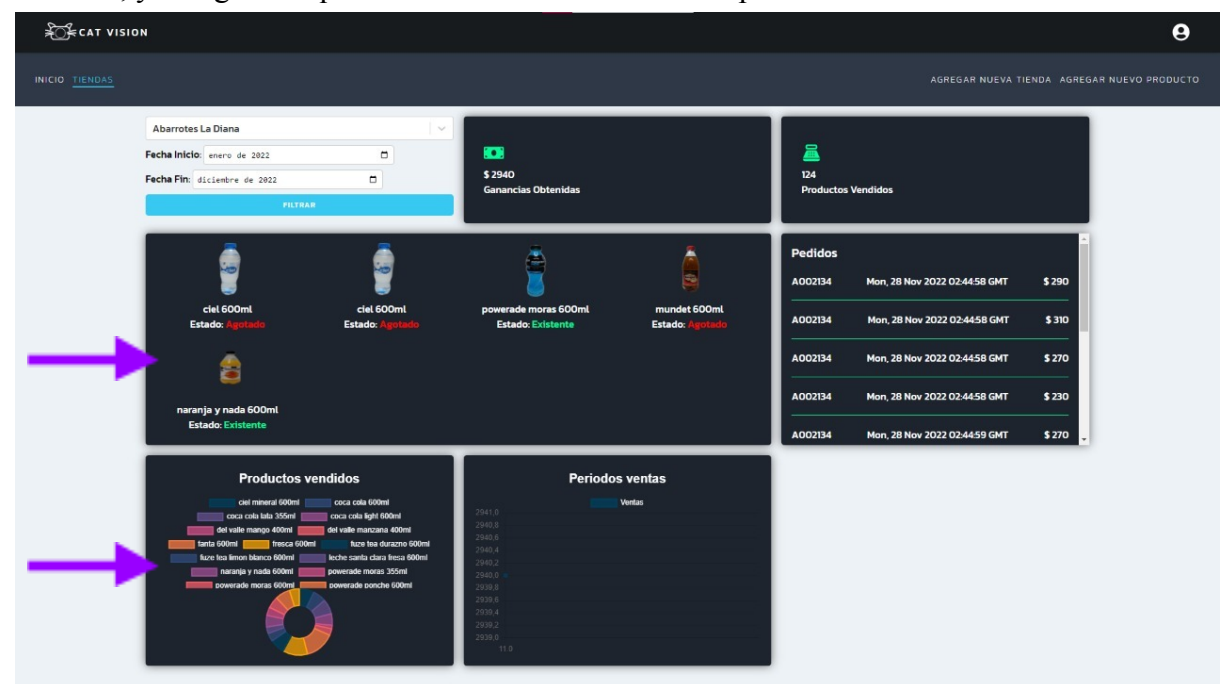 CAT VISION
INICIO TIENDAS
AGREGAR NUEVA TIENDA AGREGAR NUEVO PRODUCTO
Abarrotes La Diana
Fecha Inicio: enero de 2022
Fecha Fin: diciembre de 2022
FILTRAR
$ 2940
Ganancias Obtenidas
124
Productos Vendidos
ciel 600ml
Estado: Agotado
ciel 600ml
Estado: Agotado
powerade moras 600ml
Estado: Existente
mundet 600ml
Estado: Agotado
naranja y nada 600ml
Estado: Existente
Pedidos
A002134 Mon, 28 Nov 2022 02:44:58 GMT $ 290
A002134 Mon, 28 Nov 2022 02:44:58 GMT $ 310
A002134 Mon, 28 Nov 2022 02:44:58 GMT $ 270
A002134 Mon, 28 Nov 2022 02:44:58 GMT $ 230
A002134 Mon, 28 Nov 2022 02:44:59 GMT $ 270
Productos vendidos
ciel mineral 600ml coca cola 600ml
coca cola lata 355ml coca cola light 600ml
del valle mango 400ml del valle manzana 400ml
fanta 600ml fresca 600ml fuze tea durazno 600ml
fuze tea limon blanco 600ml leche santa clara fresa 600ml
naranja y nada 600ml powerade moras 355ml
powerade moras 600ml powerade ponche 600ml
Periodos ventas
Ventas
2941,0
2940,8
2940,6
2940,4
2940,2
2940,0
2939,8
2939,6
2939,4
2939,2
2939,0